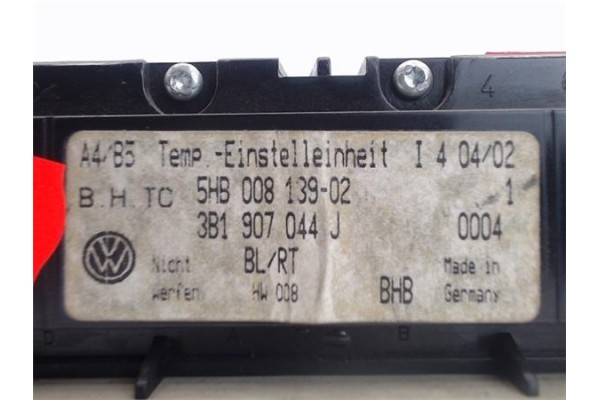 4
A4/B5 Temp.-Einstelleinheit I 4 04/02
B.H.TC 5HB 008 139-02 1
3B1 907 044 J 0004
Nicht BL/RT Made in
werfen HW 008 BHB Germany
D A B